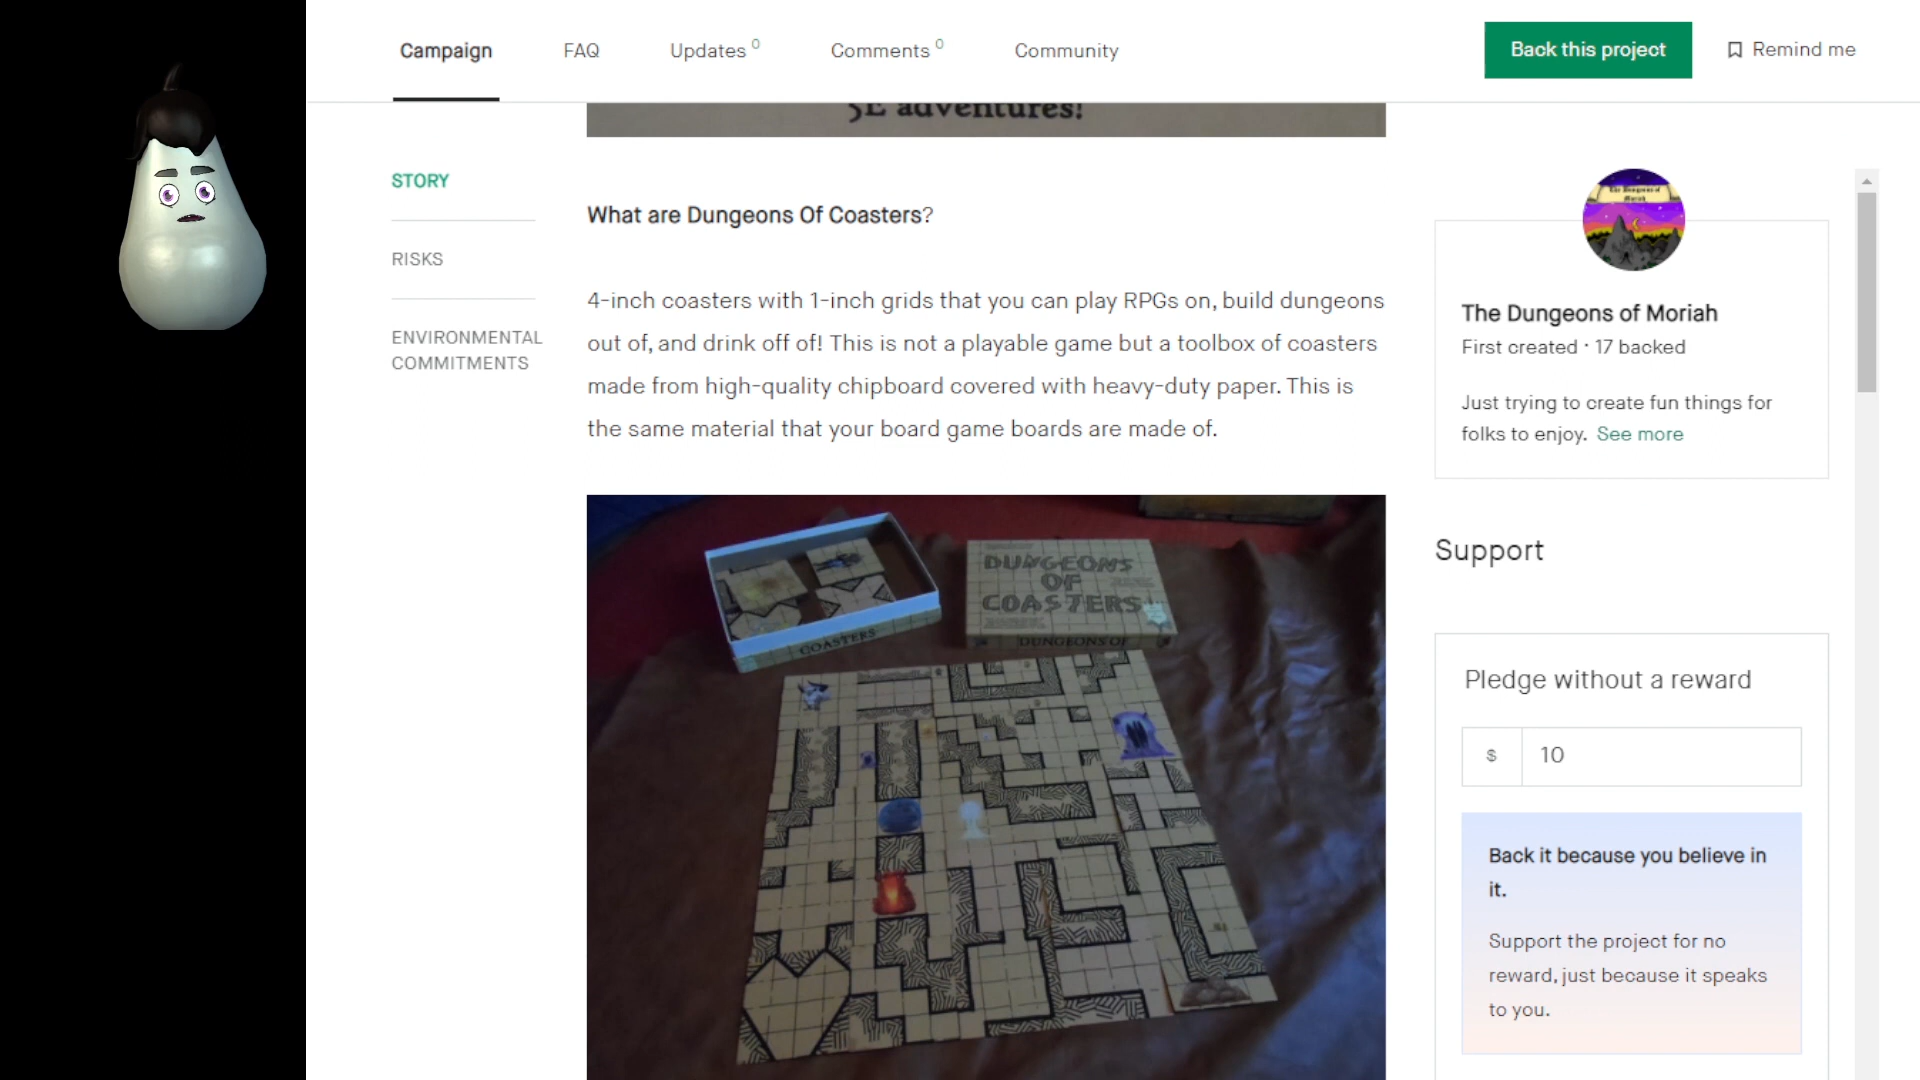 Campaign
FAQ
Updates 0
Comments 0
Community
Back this project
Remind me
5E adventures!
STORY
RISKS
ENVIRONMENTAL
COMMITMENTS
What are Dungeons Of Coasters?
4-inch coasters with 1-inch grids that you can play RPGs on, build dungeons
out of, and drink off of! This is not a playable game but a toolbox of coasters
made from high-quality chipboard covered with heavy-duty paper. This is
the same material that your board game boards are made of.
COASTERS
DUNGEONS
OF
COASTERS
DUNGEONS OF
The Dungeons of
Moriah
The Dungeons of Moriah
First created · 17 backed
Just trying to create fun things for
folks to enjoy. See more
Support
Pledge without a reward
$ 10
Back it because you believe in
it.
Support the project for no
reward, just because it speaks
to you.